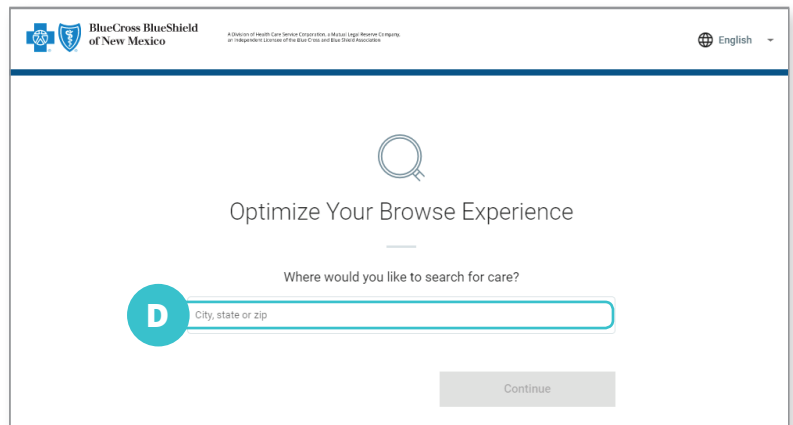 BlueCross BlueShield
of New Mexico
A Division of Health Care Service Corporation, a Mutual Legal Reserve Company,
an Independent Licensee of the Blue Cross and Blue Shield Association
English
Optimize Your Browse Experience
Where would you like to search for care?
D
City, state or zip
Continue